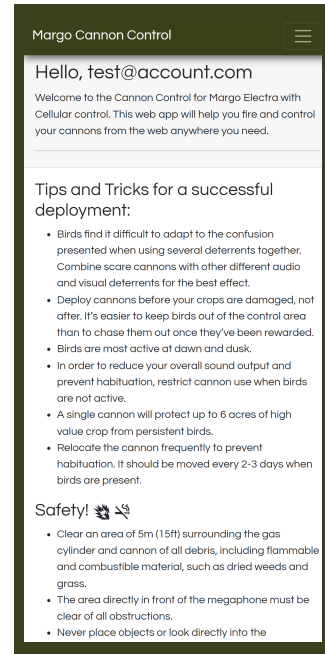 Margo Cannon Control
Hello, test@account.com
Welcome to the Cannon Control for Margo Electra with
Cellular control. This web app will help you fire and control
your cannons from the web anywhere you need.
Tips and Tricks for a successful
deployment:
• Birds find it difficult to adapt to the confusion
presented when using several deterrents together.
Combine scare cannons with other different audio
and visual deterrents for the best effect.
• Deploy cannons before your crops are damaged, not
after. It's easier to keep birds out of the control area
than to chase them out once they've been rewarded.
• Birds are most active at dawn and dusk.
• In order to reduce your overall sound output and
prevent habituation, restrict cannon use when birds
are not active.
• A single cannon will protect up to 6 acres of high
value crop from persistent birds.
• Relocate the cannon frequently to prevent
habituation. It should be moved every 2-3 days when
birds are present.
Safety!
• Clear an area of 5m (15ft) surrounding the gas
cylinder and cannon of all debris, including flammable
and combustible material, such as dried weeds and
grass.
• The area directly in front of the megaphone must be
clear of all obstructions.
• Never place objects or look directly into the